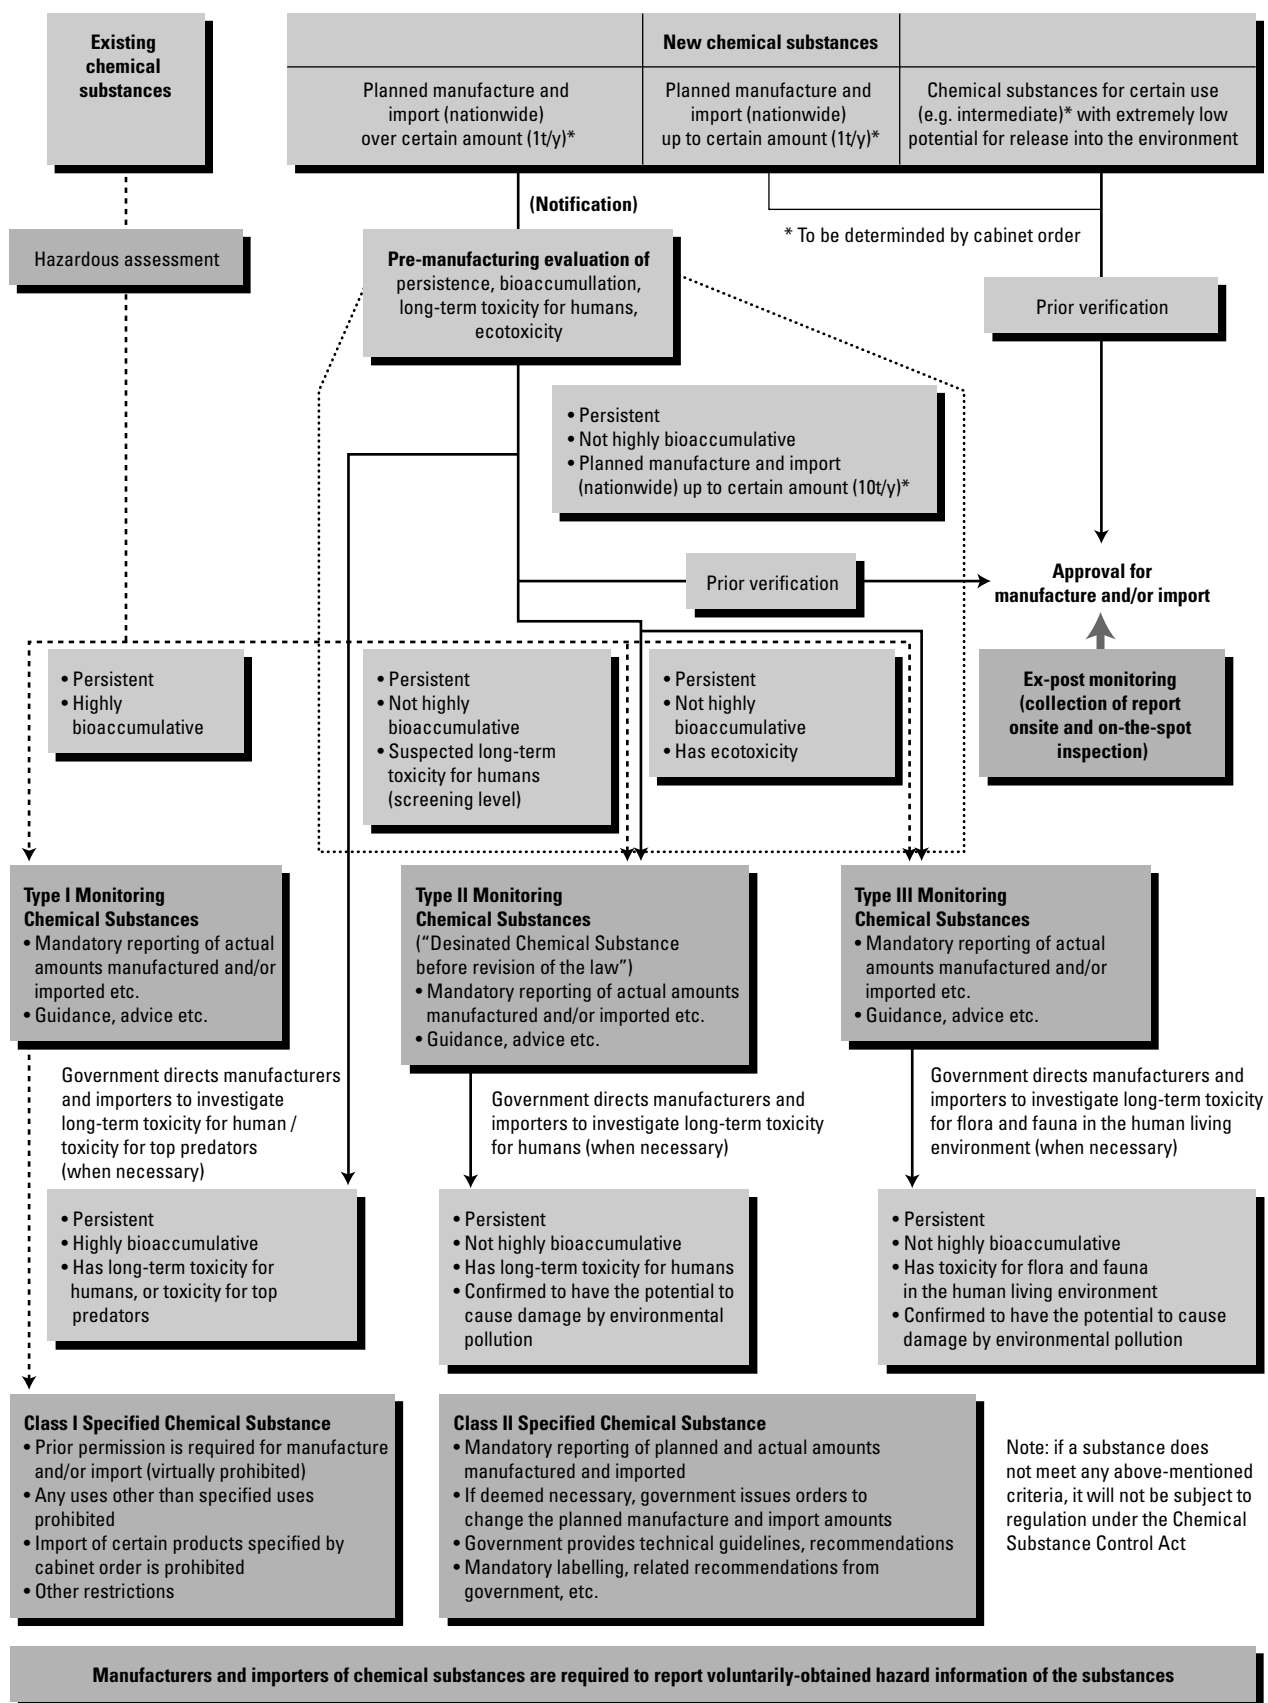 Existing
chemical
substances
New chemical substances
Planned manufacture and
import (nationwide)
over certain amount (1t/y)*
Planned manufacture and
import (nationwide)
up to certain amount (1t/y)*
Chemical substances for certain use
(e.g. intermediate)* with extremely low
potential for release into the environment
(Notification)
* To be determinded by cabinet order
Hazardous assessment
Pre-manufacturing evaluation of
persistence, bioaccumullation,
long-term toxicity for humans,
ecotoxicity
Prior verification
• Persistent
• Not highly bioaccumulative
• Planned manufacture and import
(nationwide) up to certain amount (10t/y)*
Prior verification
Approval for
manufacture and/or import
• Persistent
• Highly
bioaccumulative
• Persistent
• Not highly
bioaccumulative
• Suspected long-term
toxicity for humans
(screening level)
• Persistent
• Not highly
bioaccumulative
• Has ecotoxicity
Ex-post monitoring
(collection of report
onsite and on-the-spot
inspection)
Type I Monitoring
Chemical Substances
• Mandatory reporting of actual
amounts manufactured and/or
imported etc.
• Guidance, advice etc.
Type II Monitoring
Chemical Substances
(“Desinated Chemical Substance
before revision of the law”)
• Mandatory reporting of actual amounts
manufactured and/or imported etc.
• Guidance, advice etc.
Type III Monitoring
Chemical Substances
• Mandatory reporting of actual
amounts manufactured and/or
imported etc.
• Guidance, advice etc.
Government directs manufacturers
and importers to investigate
long-term toxicity for human /
toxicity for top predators
(when necessary)
Government directs manufacturers and
importers to investigate long-term toxicity
for humans (when necessary)
Government directs manufacturers and
importers to investigate long-term toxicity
for flora and fauna in the human living
environment (when necessary)
• Persistent
• Highly bioaccumulative
• Has long-term toxicity for
humans, or toxicity for top
predators
• Persistent
• Not highly bioaccumulative
• Has long-term toxicity for humans
• Confirmed to have the potential to
cause damage by environmental
pollution
• Persistent
• Not highly bioaccumulative
• Has toxicity for flora and fauna
in the human living environment
• Confirmed to have the potential to cause
damage by environmental pollution
Class I Specified Chemical Substance
• Prior permission is required for manufacture
and/or import (virtually prohibited)
• Any uses other than specified uses
prohibited
• Import of certain products specified by
cabinet order is prohibited
• Other restrictions
Class II Specified Chemical Substance
• Mandatory reporting of planned and actual amounts
manufactured and imported
• If deemed necessary, government issues orders to
change the planned manufacture and import amounts
• Government provides technical guidelines, recommendations
• Mandatory labelling, related recommendations from
government, etc.
Note: if a substance does
not meet any above-mentioned
criteria, it will not be subject to
regulation under the Chemical
Substance Control Act
Manufacturers and importers of chemical substances are required to report voluntarily-obtained hazard information of the substances